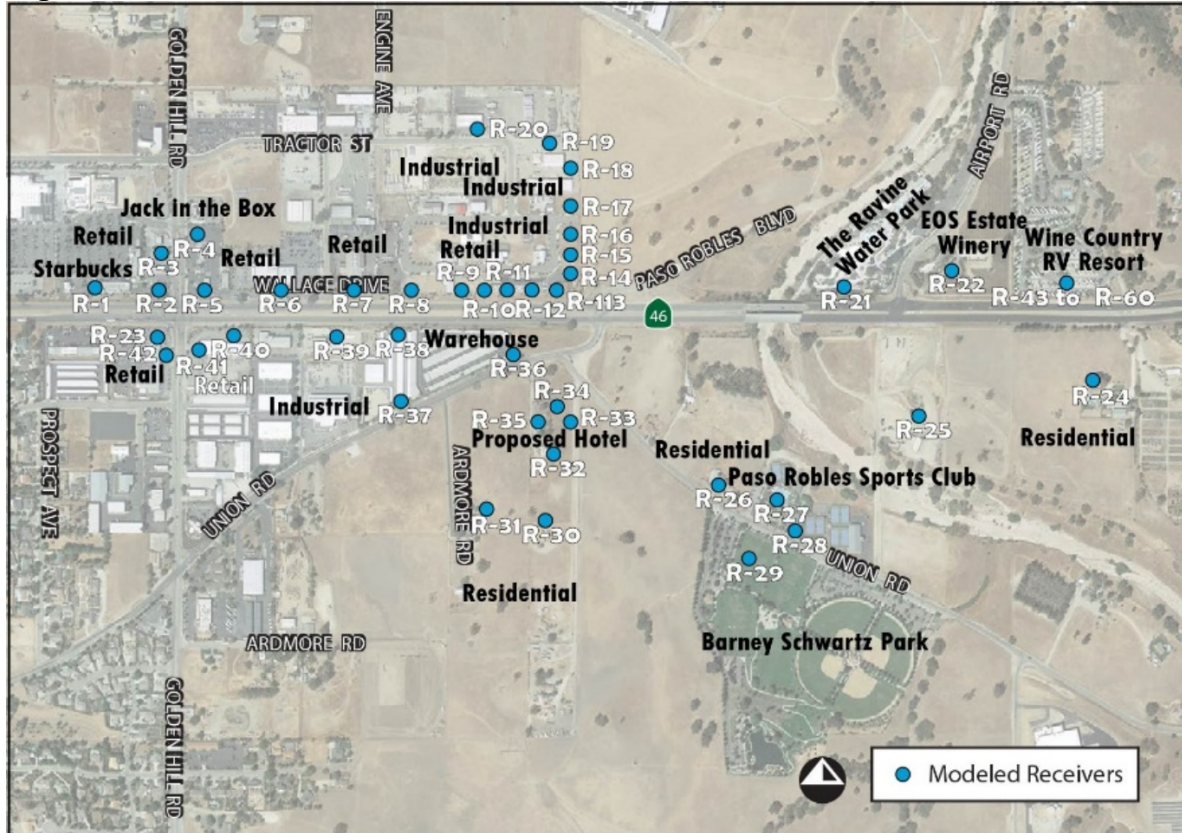 GOLDEN HILL RD
ENGINE AVE
TRACTOR ST
R-20
R-19
R-18
Industrial
Industrial
AIRPORT RD
Jack in the Box
R-17
Retail
R-4
R-3
Retail
Retail
Industrial
Retail
R-16
R-15
R-14
PASO ROBLES BLVD
The Ravine
Water Park
EOS Estate
Winery
Wine Country
RV Resort
Starbucks
WALLACE DRIVE
R-9
R-11
R-1
R-2
R-5
R-6
R-7
R-8
R-10
R-12
R-113
R-21
R-22
R-43 to R-60
46
R-23
R-42
R-41
R-40
R-39
R-38
Warehouse
R-36
Retail
Retail
Industrial
R-37
R-34
R-35
R-33
Proposed Hotel
R-32
R-24
R-25
Residential
Residential
PROSPECT AVE
UNION RD
ARDMORE RD
Paso Robles Sports Club
R-26
R-27
R-28
R-31
R-30
R-29
UNION RD
Residential
ARDMORE RD
Barney Schwartz Park
GOLDEN HILL RD
Modeled Receivers